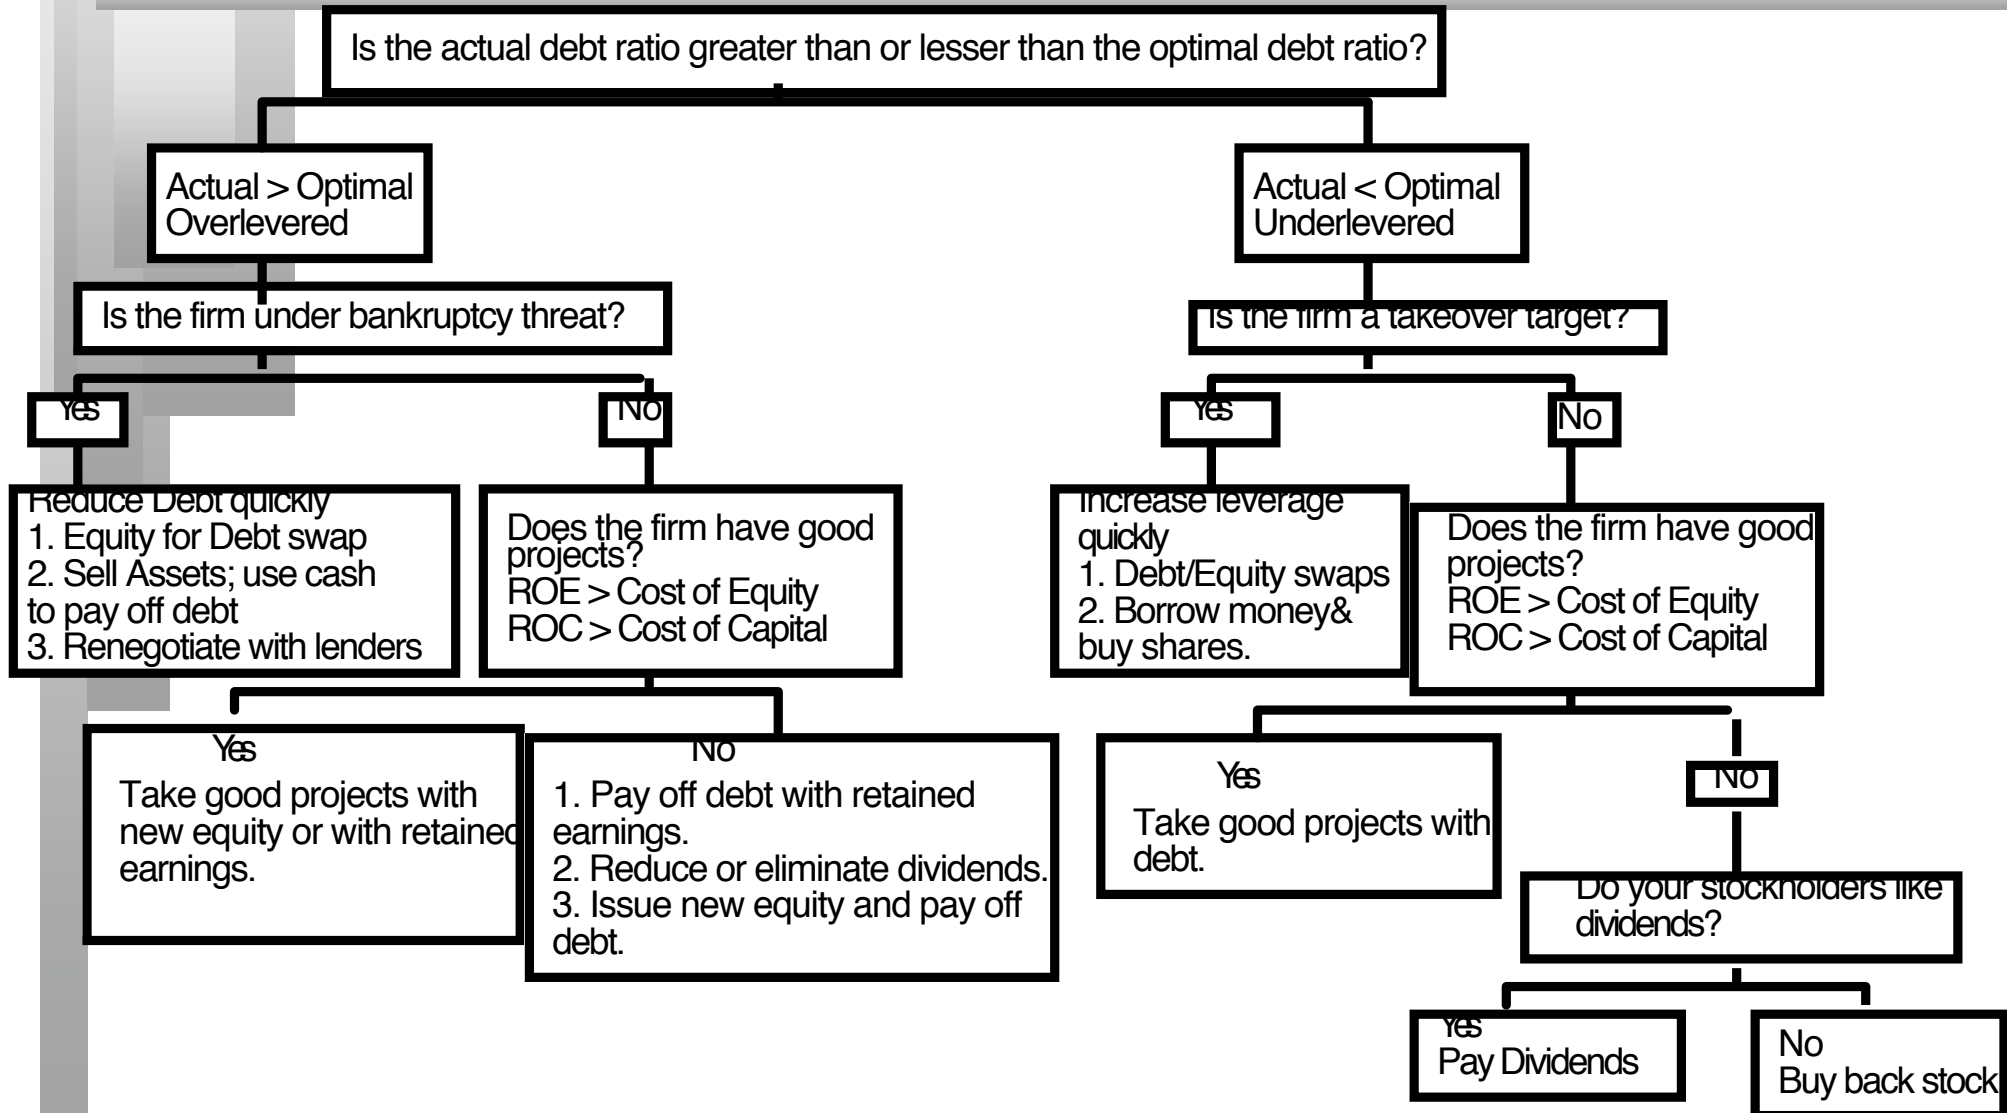 Is the actual debt ratio greater than or lesser than the optimal debt ratio?
Actual > Optimal
Overlevered
Actual < Optimal
Underlevered
Is the firm under bankruptcy threat?
Is the firm a takeover target?
Yes
No
Yes
No
Reduce Debt quickly
1. Equity for Debt swap
2. Sell Assets; use cash
to pay off debt
3. Renegotiate with lenders
Does the firm have good
projects?
ROE > Cost of Equity
ROC > Cost of Capital
Increase leverage
quickly
1. Debt/Equity swaps
2. Borrow money&
buy shares.
Does the firm have good
projects?
ROE > Cost of Equity
ROC > Cost of Capital
Yes
Take good projects with
new equity or with retained
earnings.
No
1. Pay off debt with retained
earnings.
2. Reduce or eliminate dividends.
3. Issue new equity and pay off
debt.
Yes
Take good projects with
debt.
No
Do your stockholders like
dividends?
Yes
Pay Dividends
No
Buy back stock